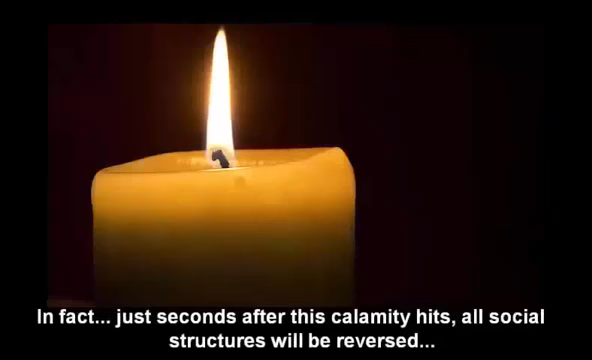 In fact... just seconds after this calamity hits, all social
structures will be reversed...